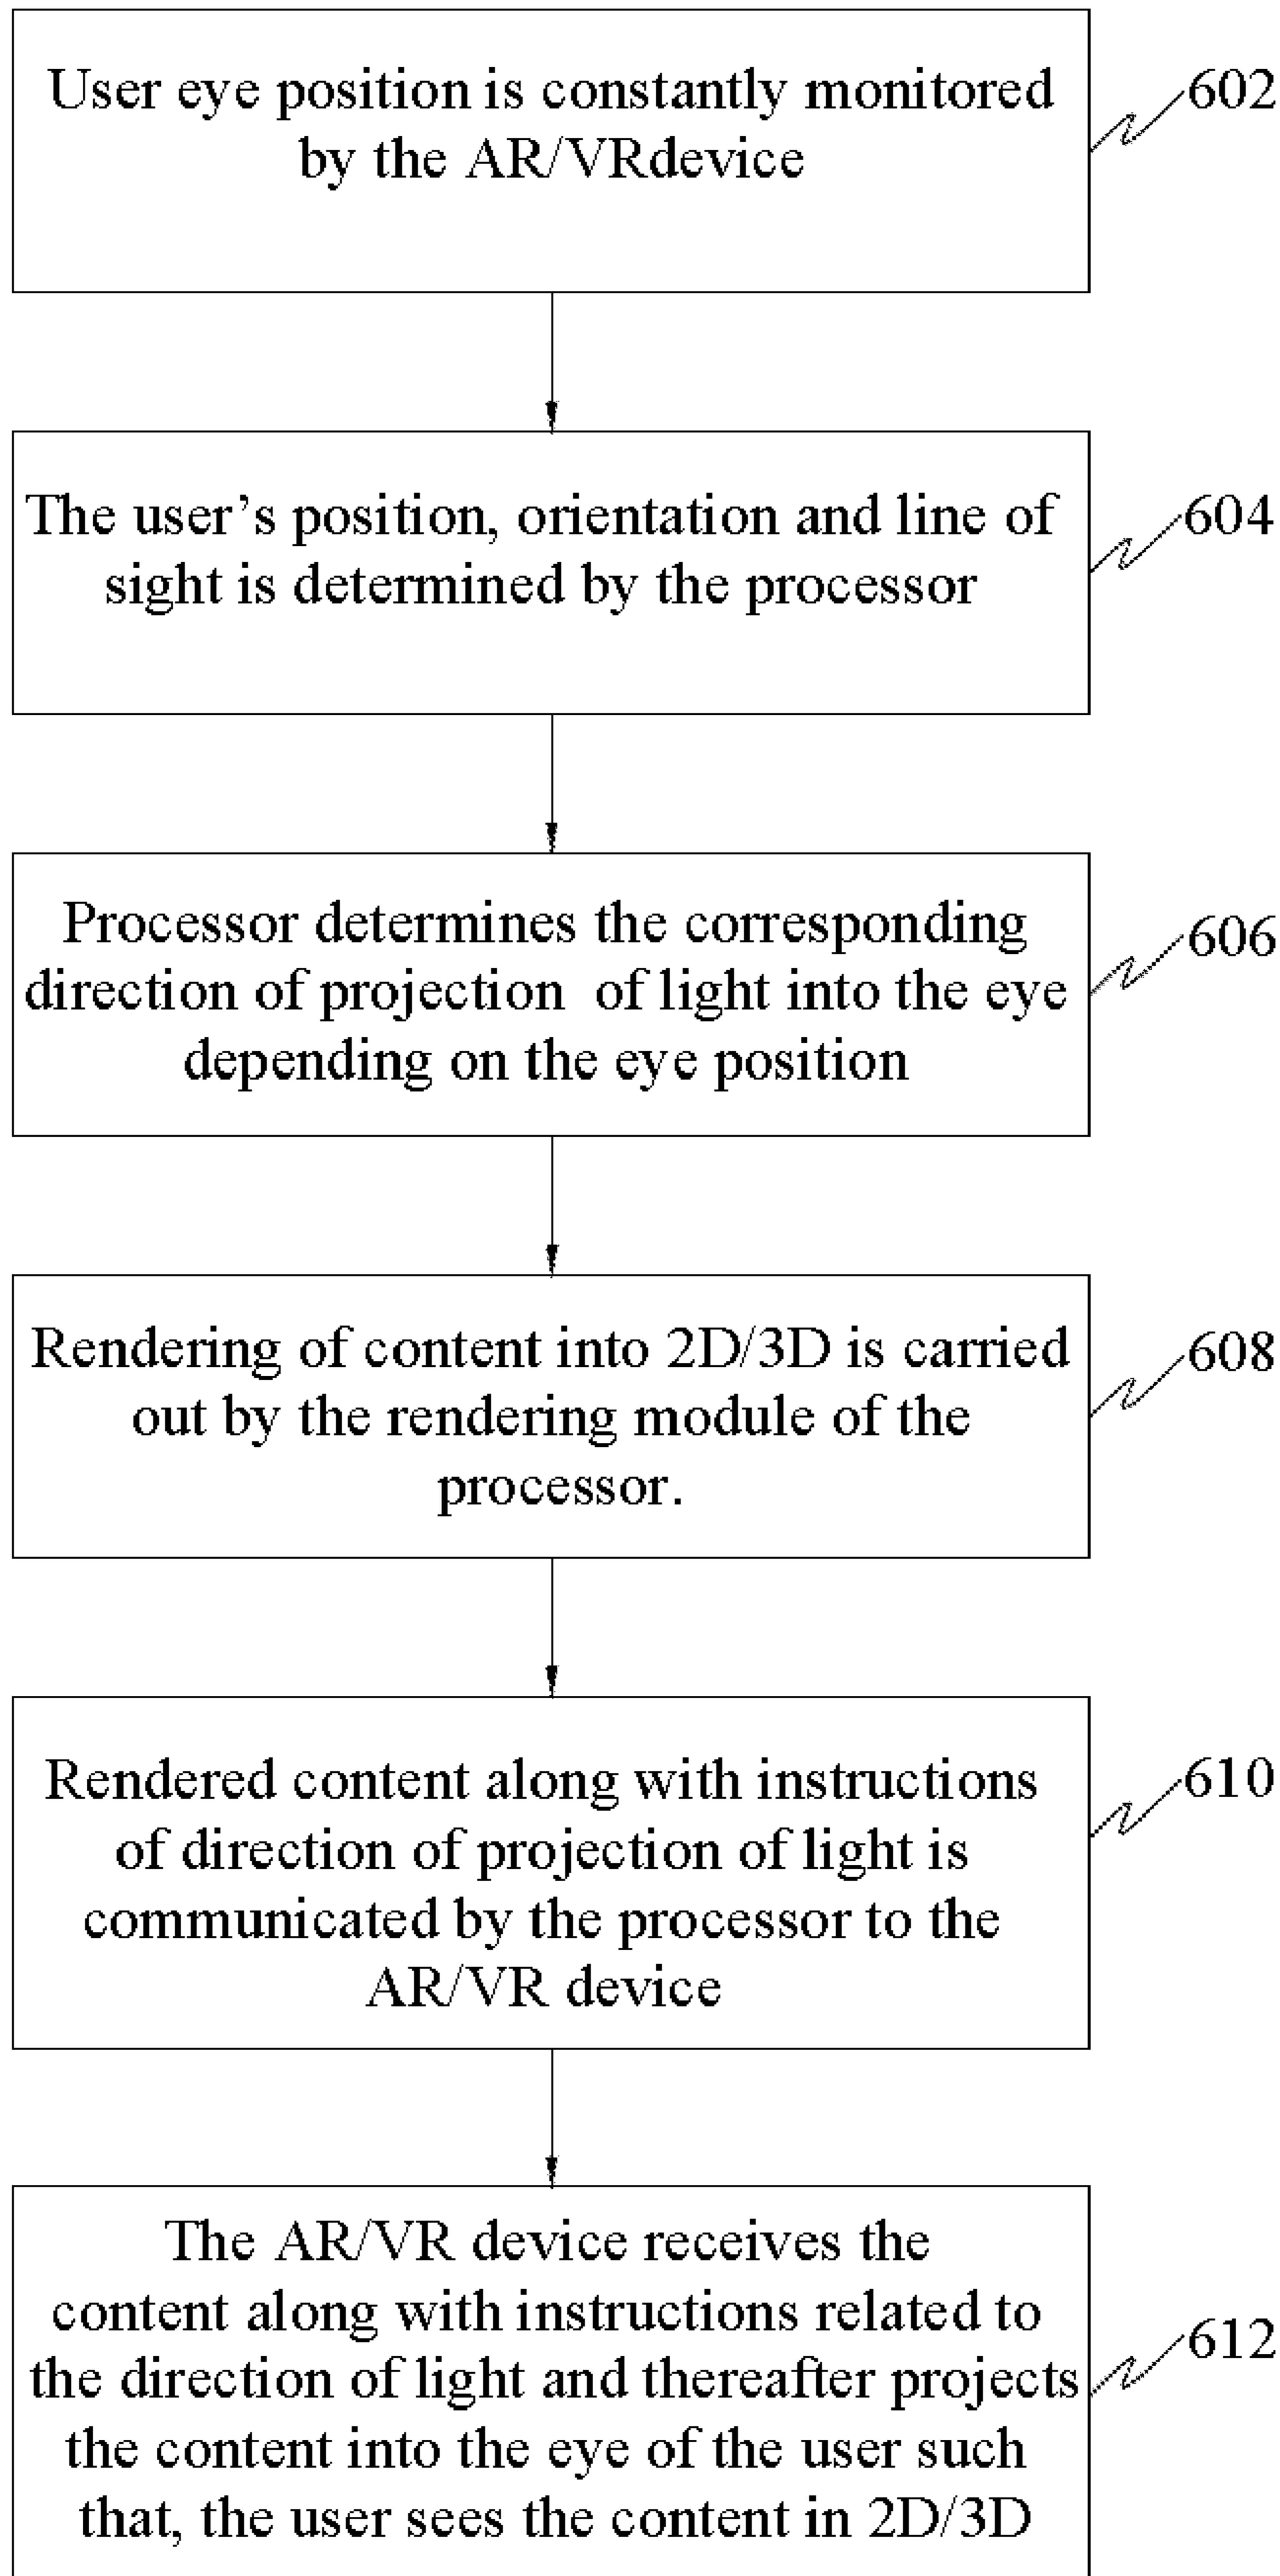 User eye position is constantly monitored
by the AR/VRdevice
602
The user’s position, orientation and line of
sight is determined by the processor
604
Processor determines the corresponding
direction of projection of light into the eye
depending on the eye position
606
Rendering of content into 2D/3D is carried
out by the rendering module of the
processor.
608
Rendered content along with instructions
of direction of projection of light is
communicated by the processor to the
AR/VR device
610
The AR/VR device receives the
content along with instructions related to
the direction of light and thereafter projects
the content into the eye of the user such
that, the user sees the content in 2D/3D
612